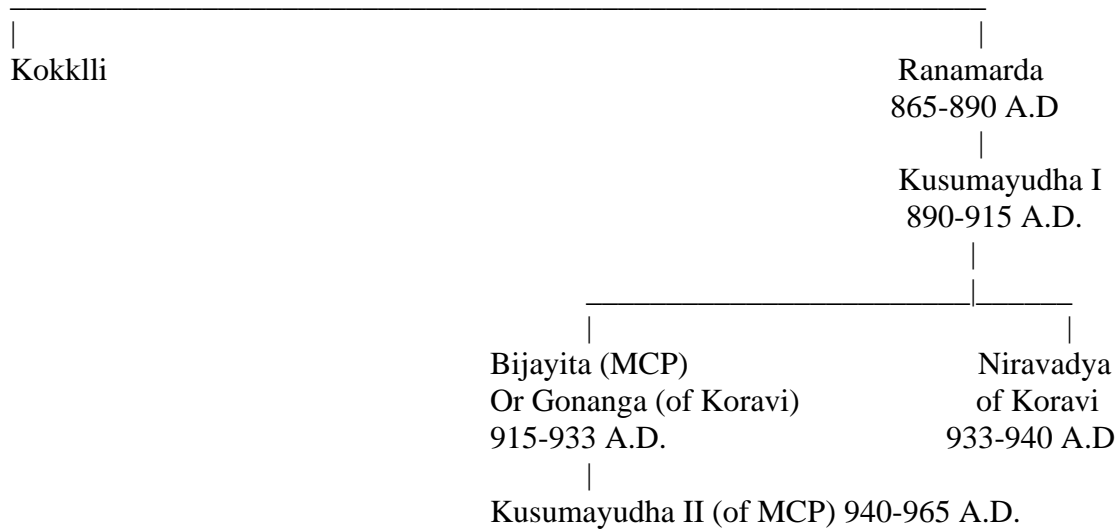 Kokklli Ranamarda
865-890 A.D
Kusumayudha I
890-915 A.D.
Bijayita (MCP) Niravadya
Or Gonanga (of Koravi) of Koravi
915-933 A.D. 933-940 A.D
Kusumayudha II (of MCP) 940-965 A.D.